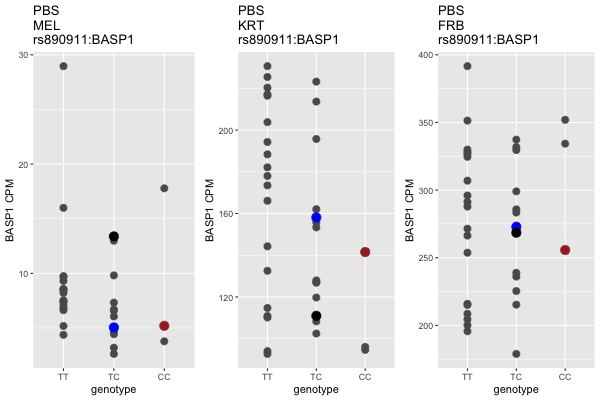 PBS
MEL
rs890911:BASP1
30
20
10
BASP1 CPM
TT
TC
CC
genotype
PBS
KRT
rs890911:BASP1
200
160
120
BASP1 CPM
TT
TC
CC
genotype
PBS
FRB
rs890911:BASP1
400
350
300
250
200
BASP1 CPM
TT
TC
CC
genotype